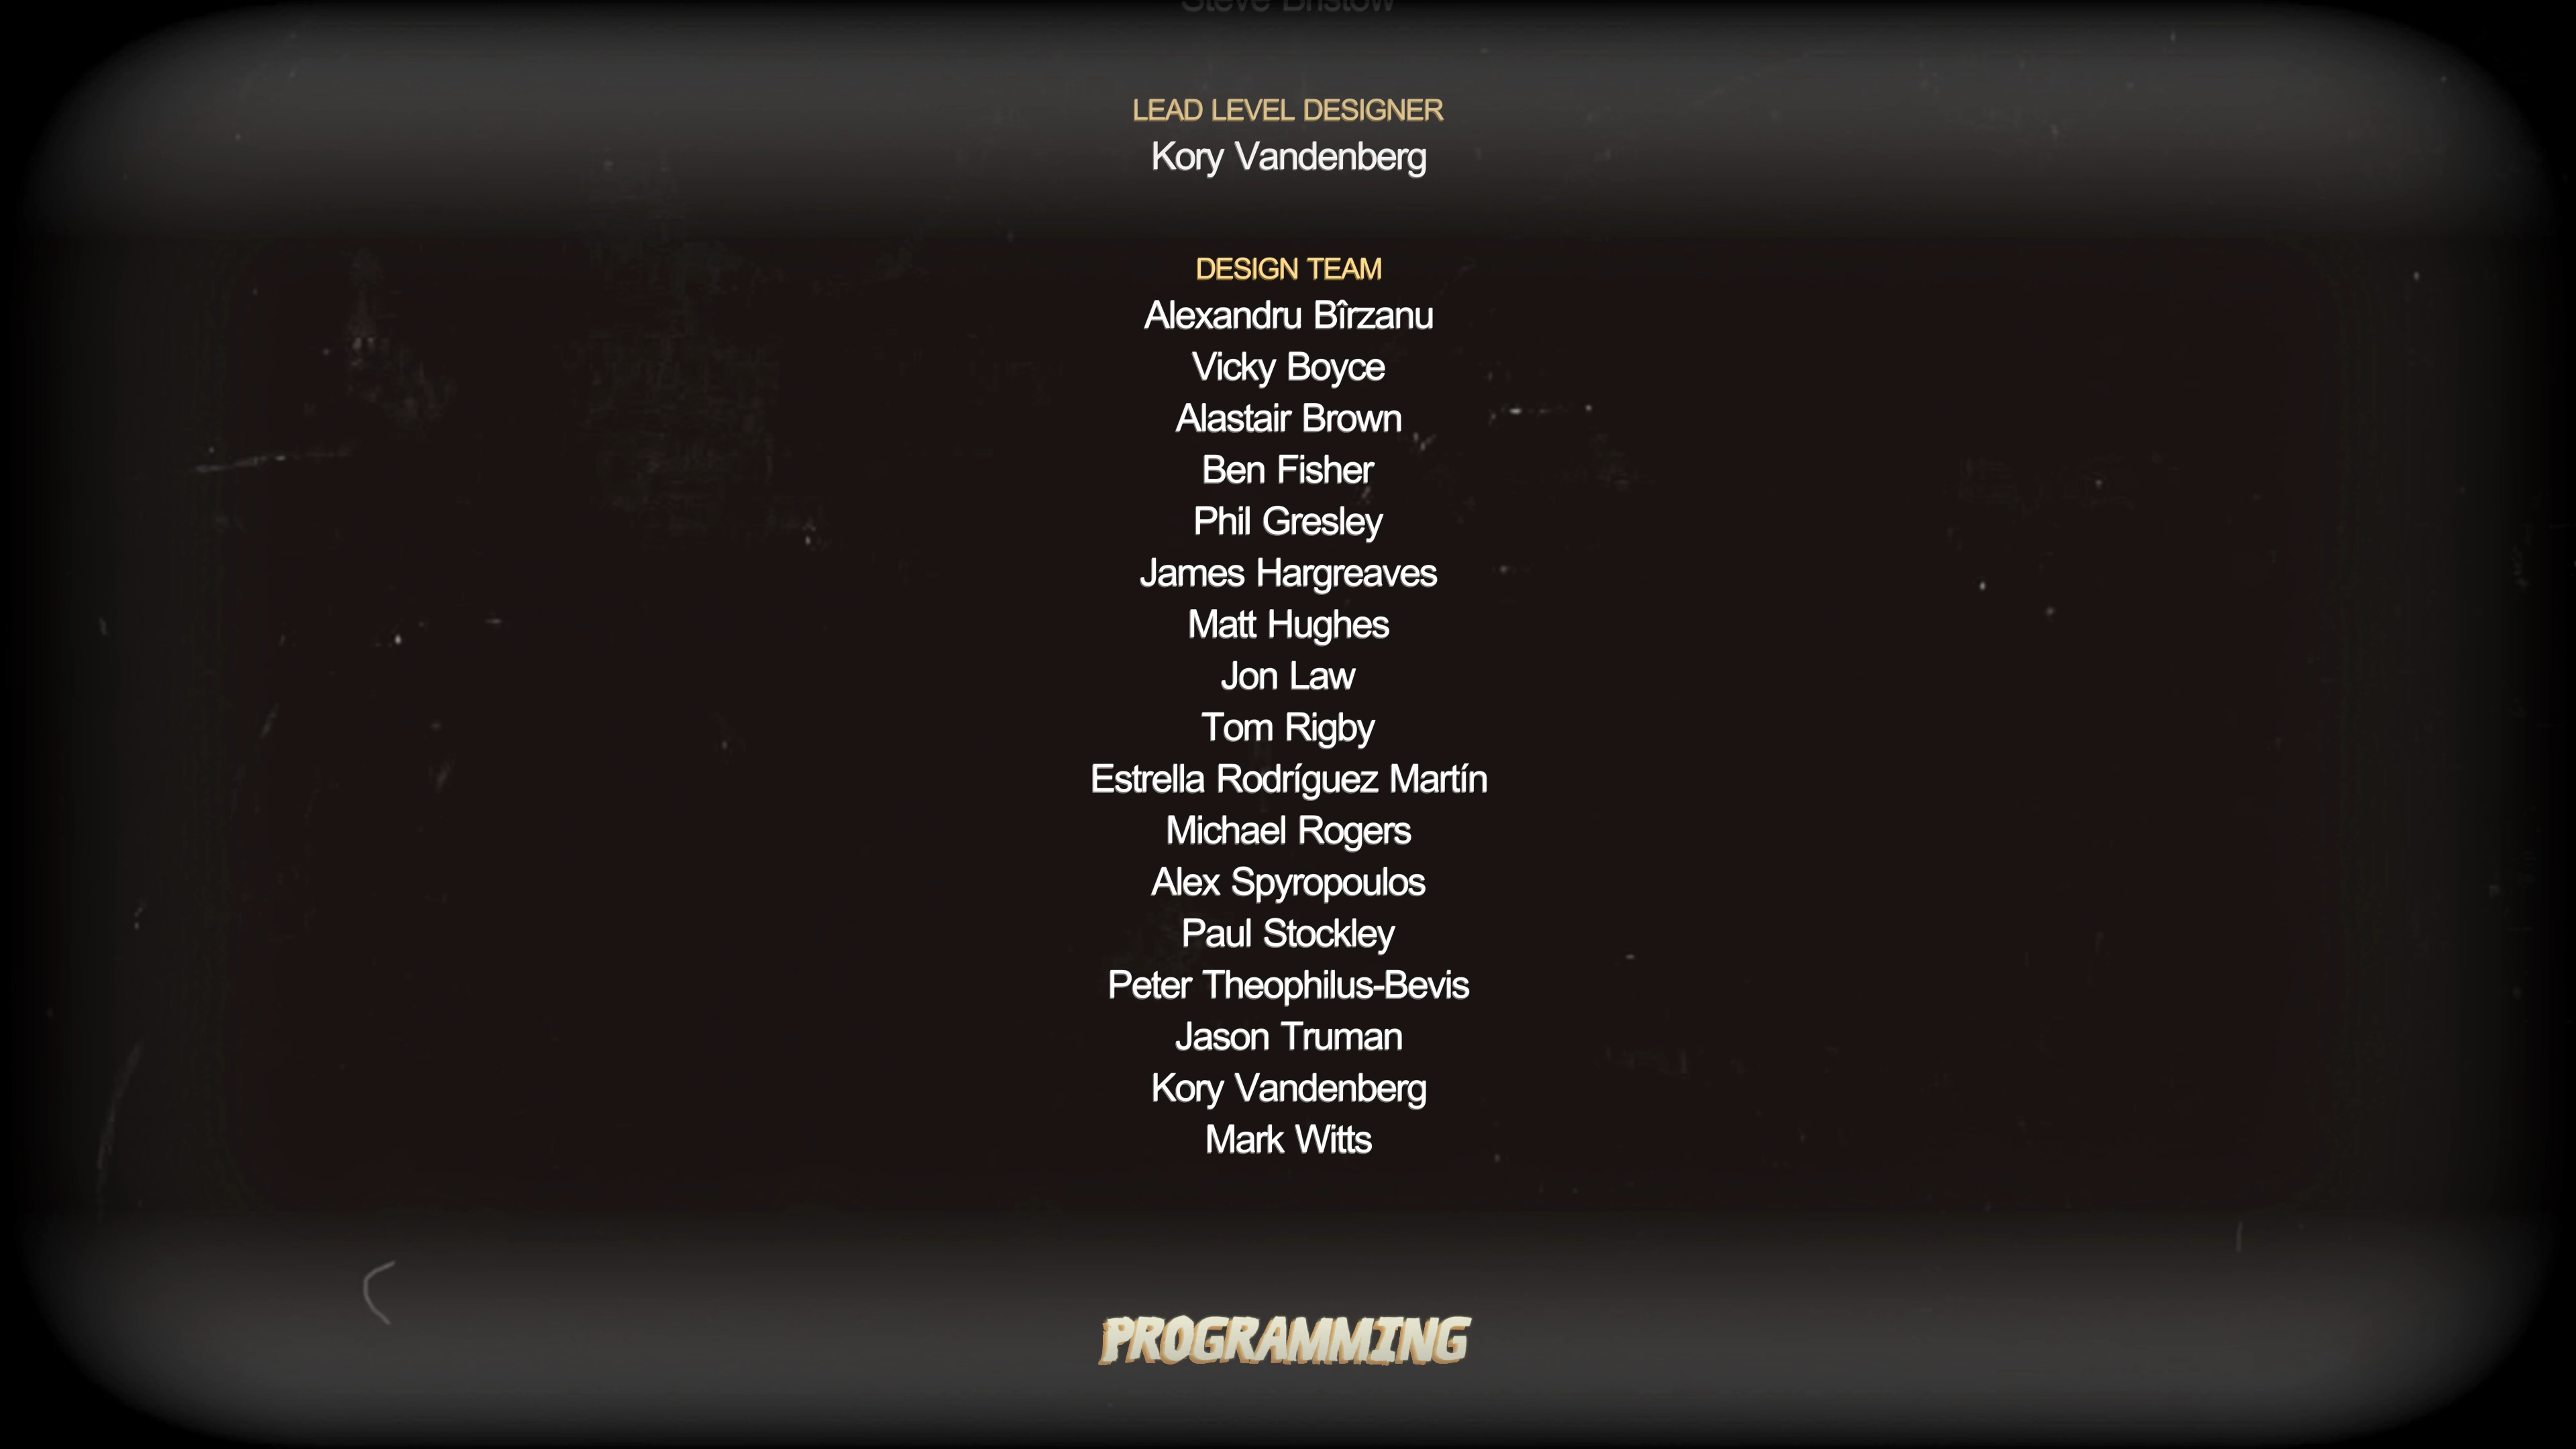 Steve Bristow
LEAD LEVEL DESIGNER
Kory Vandenberg
DESIGN TEAM
Alexandru Bîrzanu
Vicky Boyce
Alastair Brown
Ben Fisher
Phil Gresley
James Hargreaves
Matt Hughes
Jon Law
Tom Rigby
Estrella Rodríguez Martín
Michael Rogers
Alex Spyropoulos
Paul Stockley
Peter Theophilus-Bevis
Jason Truman
Kory Vandenberg
Mark Witts
PROGRAMMING